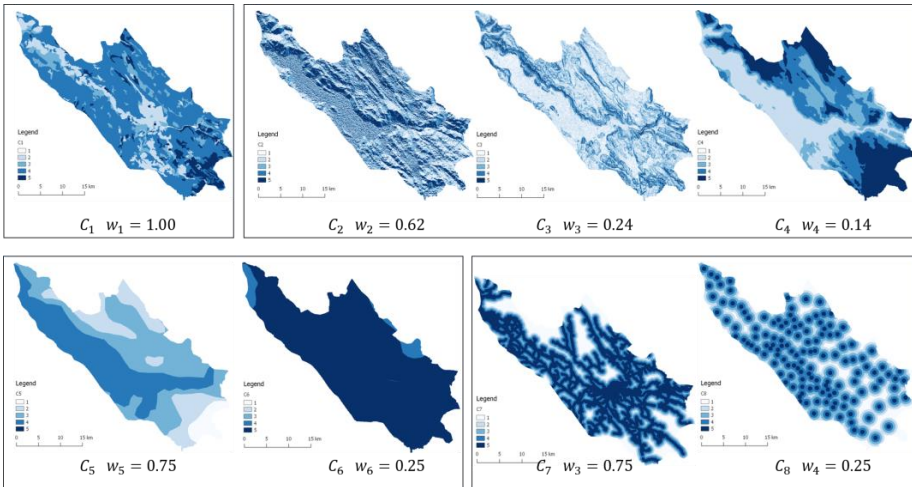 Legend
C1
1
2
3
4
5
0 5 10 15 km
C₁ w₁ = 1.00
Legend
C2
1
2
3
4
5
0 5 10 15 km
C₂ w₂ = 0.62
Legend
C3
1
2
3
4
5
0 5 10 15 km
C₃ w₃ = 0.24
Legend
C4
1
2
3
4
5
0 5 10 15 km
C₄ w₄ = 0.14
Legend
C5
1
2
3
4
5
0 5 10 15 km
C₅ w₅ = 0.75
Legend
C6
1
2
3
4
5
0 5 10 15 km
C₆ w₆ = 0.25
Legend
C7
1
2
3
4
5
0 5 10 15 km
C₇ w₃ = 0.75
Legend
C8
1
2
3
4
5
0 5 10 15 km
C₈ w₄ = 0.25